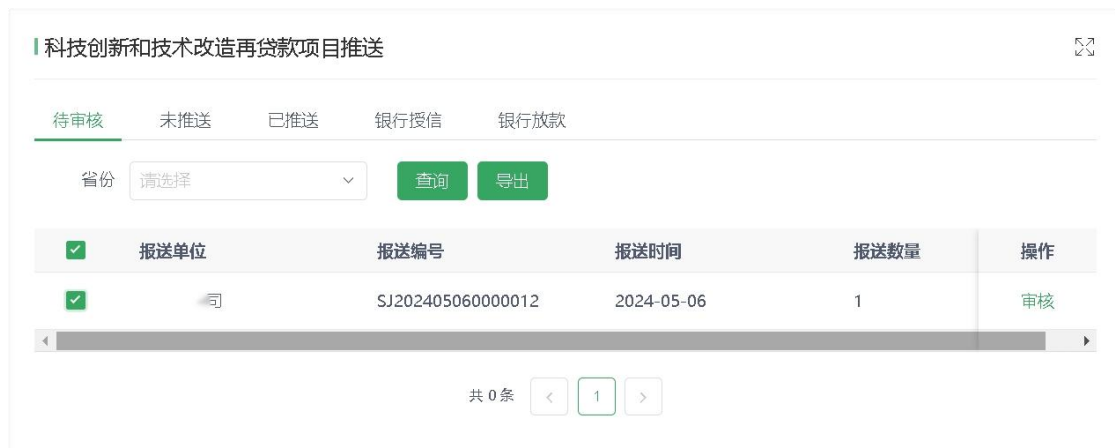 科技创新和技术改造再贷款项目推送
待审核 未推送 已推送 银行授信 银行放款
省份 请选择 查询 导出
报送单位 报送编号 报送时间 报送数量 操作
司 SJ202405060000012 2024-05-06 1 审核
共 0 条 < 1 >